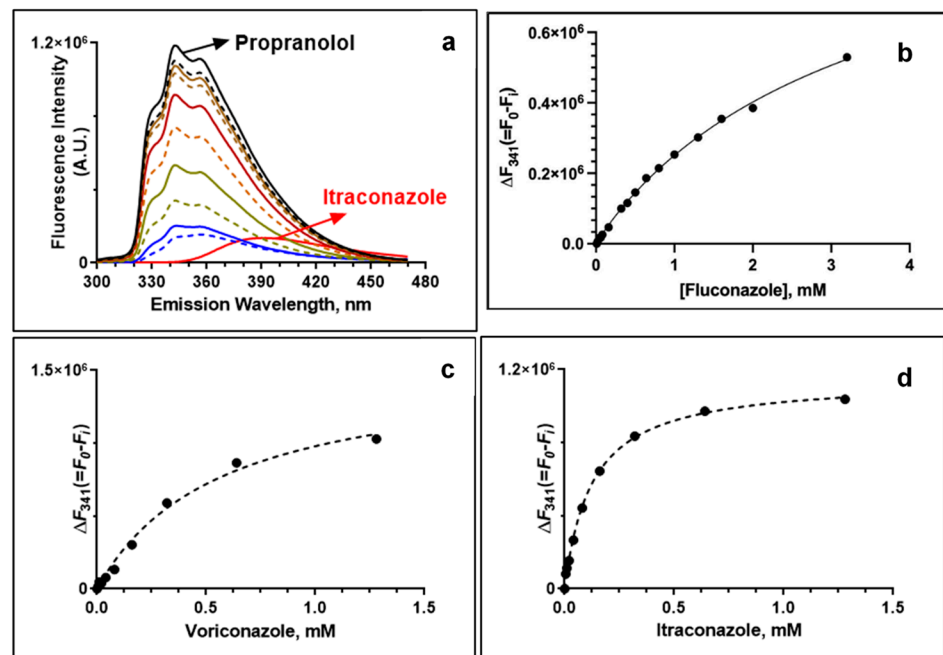 a
1.2×10⁶
Propranolol
Itraconazole
Fluorescence Intensity
(A.U.)
0
300 330 360 390 420 450 480
Emission Wavelength, nm
b
0.6×10⁶
0.4×10⁶
0.2×10⁶
0.0
ΔF₃₄₁(=F₀-Fᵢ)
0 1 2 3 4
[Fluconazole], mM
c
1.5×10⁶
ΔF₃₄₁(=F₀-Fᵢ)
0
0.0 0.5 1.0 1.5
Voriconazole, mM
d
1.2×10⁶
ΔF₃₄₁(=F₀-Fᵢ)
0
0.0 0.5 1.0 1.5
Itraconazole, mM